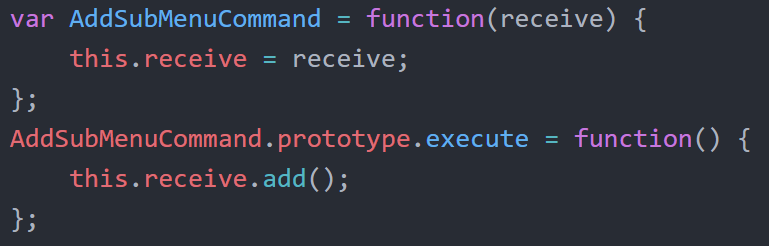 var AddSubMenuCommand = function(receive) {
    this.receive = receive;
};
AddSubMenuCommand.prototype.execute = function() {
    this.receive.add();
};